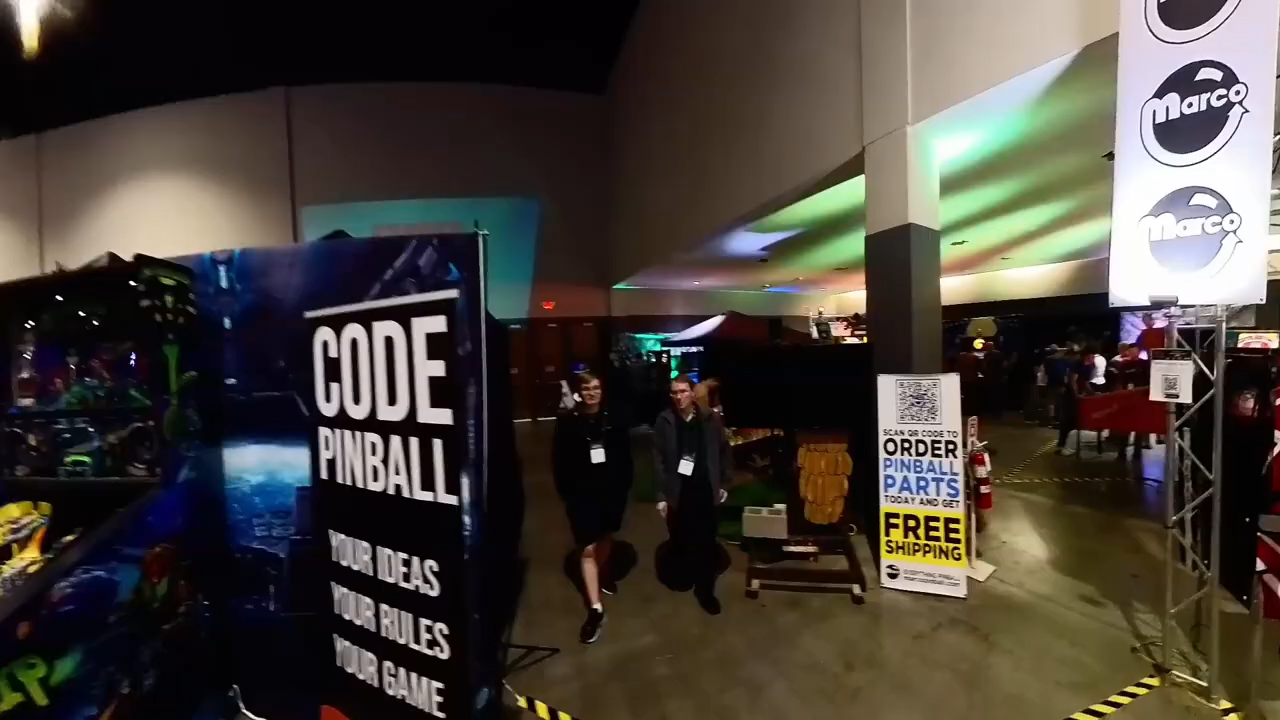 CODE
PINBALL
YOUR IDEAS
YOUR RULES
YOUR GAME
SCAN QR CODE TO
ORDER
PINBALL
PARTS
TODAY AND GET
FREE
SHIPPING
Marco
Marco